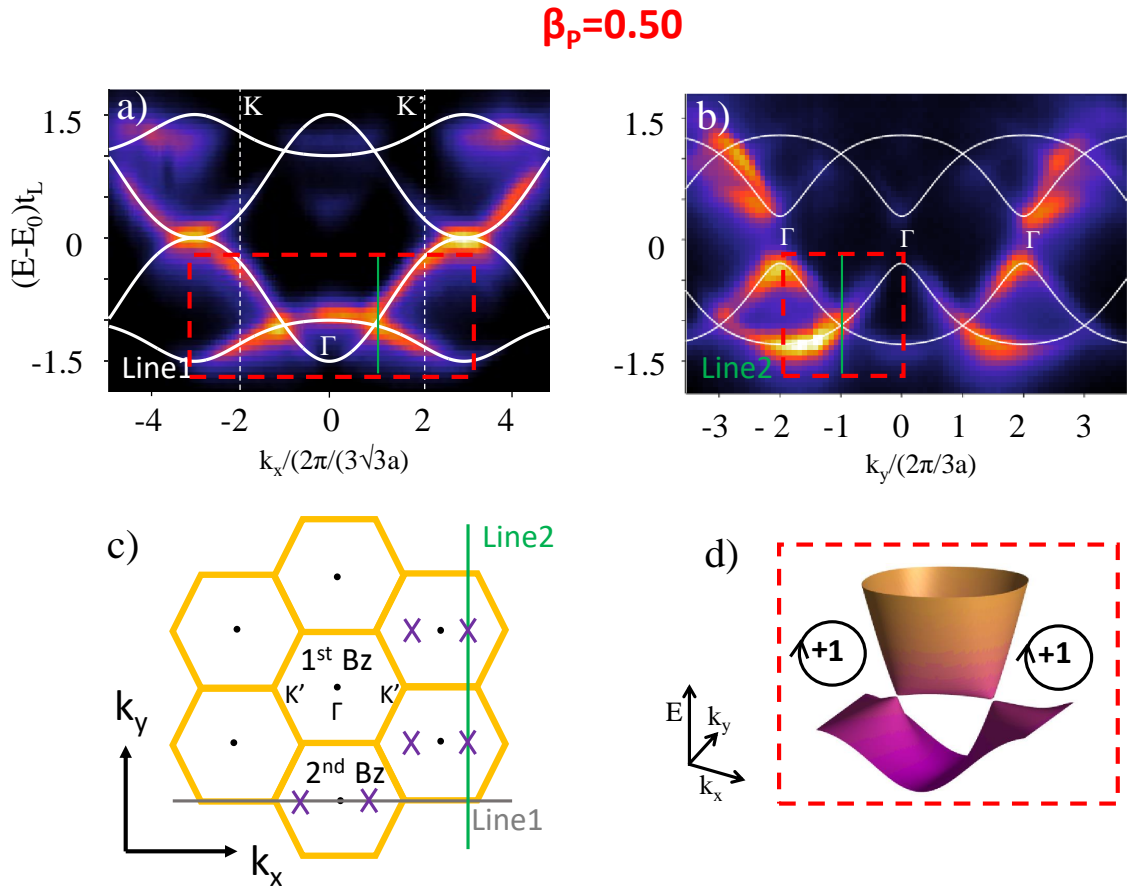 βP=0.50
a)
K
K'
1.5
0
-1.5
(E-E0)tL
Γ
Line1
-4
-2
0
2
4
kx/(2π/(3√3a)
b)
1.5
0
-1.5
Γ
Γ
Γ
Line2
-3
- 2
-1
0
1
2
3
ky/(2π/3a)
c)
Line2
1st Bz
K'
K'
Γ
2nd Bz
Line1
ky
kx
d)
+1
+1
E
ky
kx